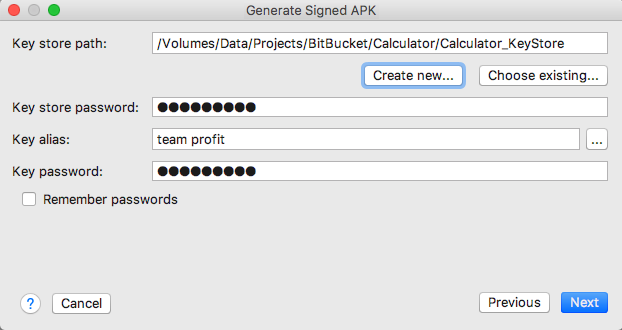 Generate Signed APK
Key store path: /Volumes/Data/Projects/BitBucket/Calculator/Calculator_KeyStore
Create new... Choose existing...
Key store password: ●●●●●●●●●
Key alias: team profit ...
Key password: ●●●●●●●●●
Remember passwords
? Cancel Previous Next